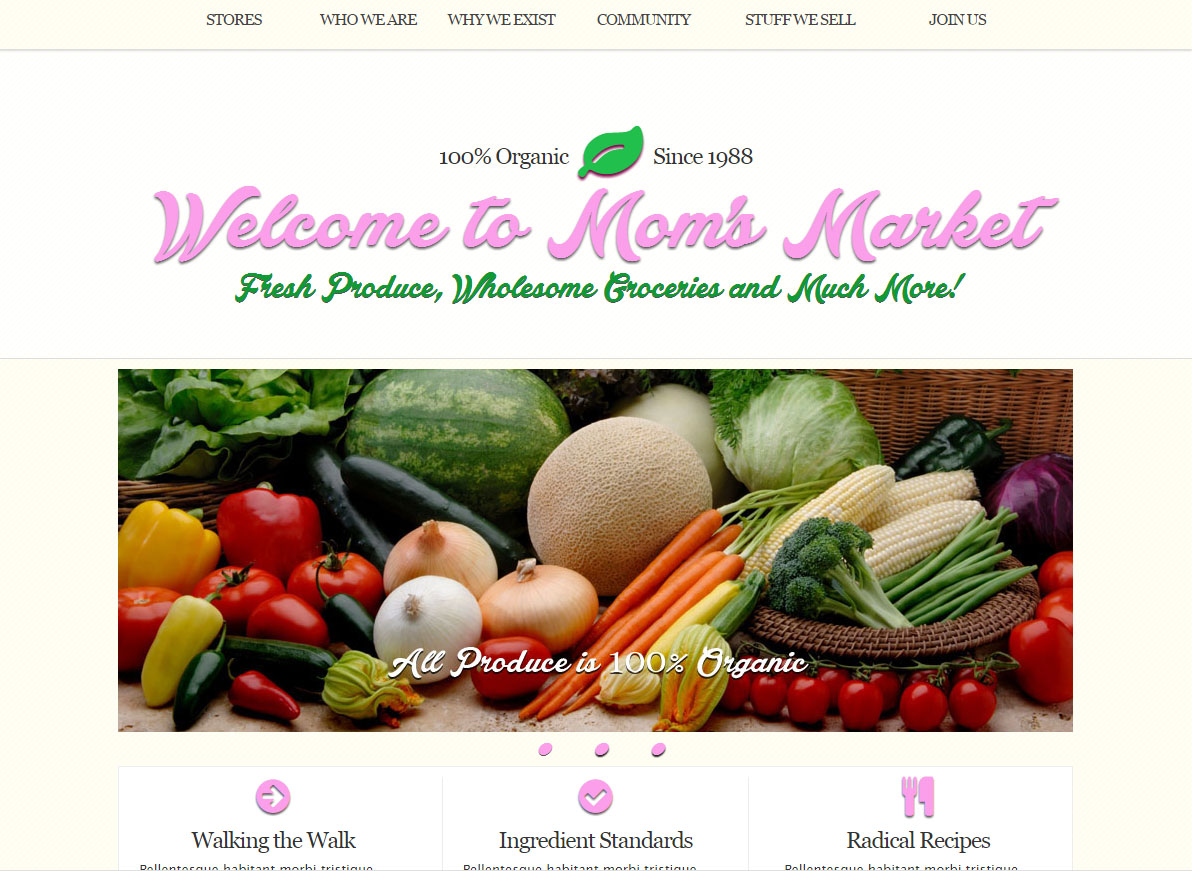 STORES WHO WE ARE WHY WE EXIST COMMUNITY STUFF WE SELL JOIN US
100% Organic Since 1988
Welcome to Mom's Market
Fresh Produce, Wholesome Groceries and Much More!
All Produce is 100% Organic
Walking the Walk Ingredient Standards Radical Recipes
Pellentesque habitant morbi tristique Pellentesque habitant morbi tristique Pellentesque habitant morbi tristique